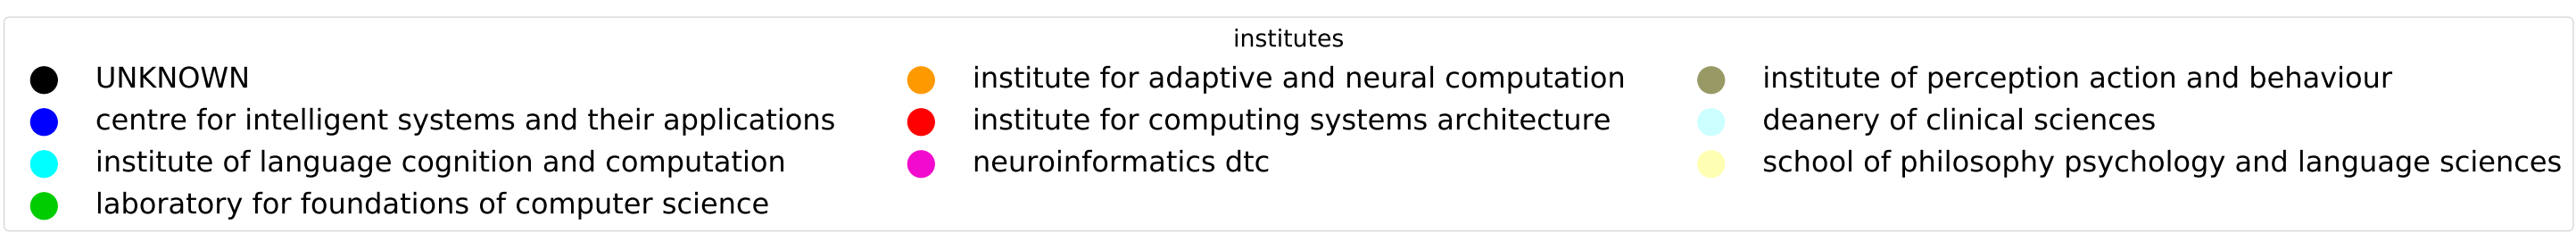 institutes
UNKNOWN
centre for intelligent systems and their applications
institute of language cognition and computation
laboratory for foundations of computer science
institute for adaptive and neural computation
institute for computing systems architecture
neuroinformatics dtc
institute of perception action and behaviour
deanery of clinical sciences
school of philosophy psychology and language sciences